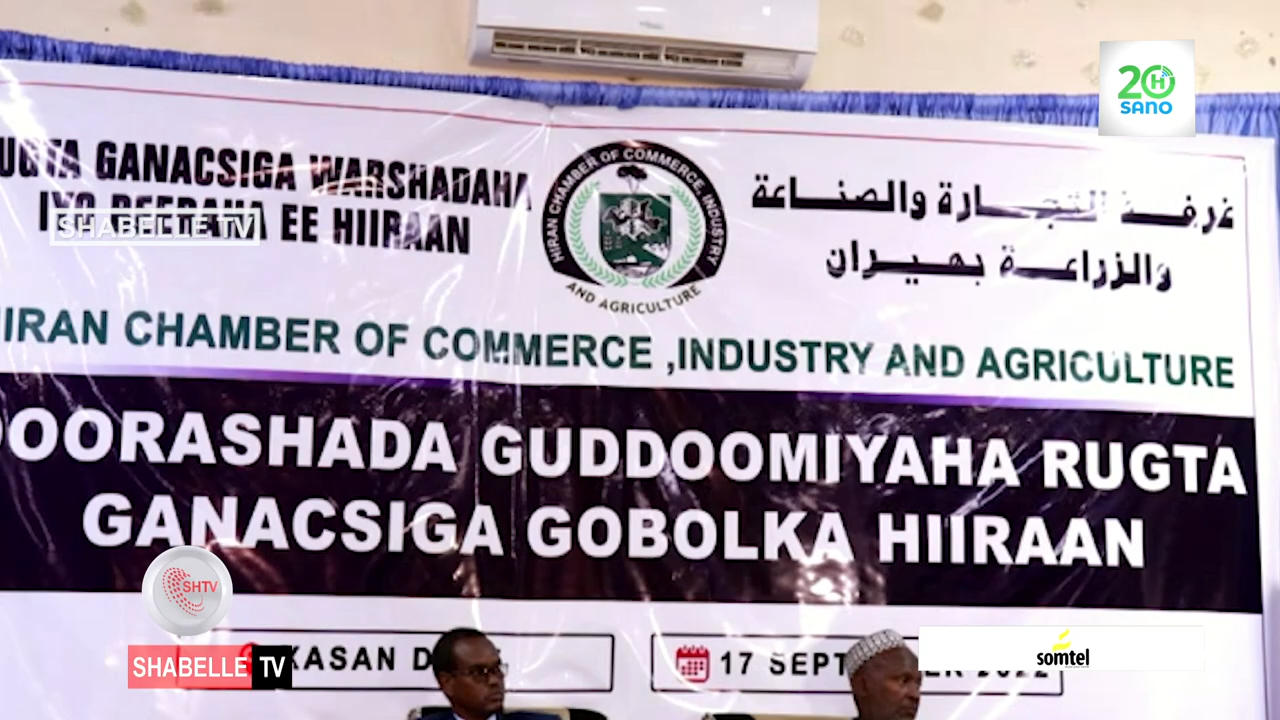 20 H
SANO
UGTA GANACSIGA WARSHADAHA
IYO BEERAHA EE HIIRAAN
SHABELLE TV
HIRAN CHAMBER OF COMMERCE, INDUSTRY
AND AGRICULTURE
غرفة التجارة والصناعة
والزراعة بهيران
IRAN CHAMBER OF COMMERCE ,INDUSTRY AND AGRICULTURE
OORASHADA GUDDOOMIYAHA RUGTA
GANACSIGA GOBOLKA HIIRAAN
SHTV
SHABELLE TV
XASAN
17 SEPT
somtel